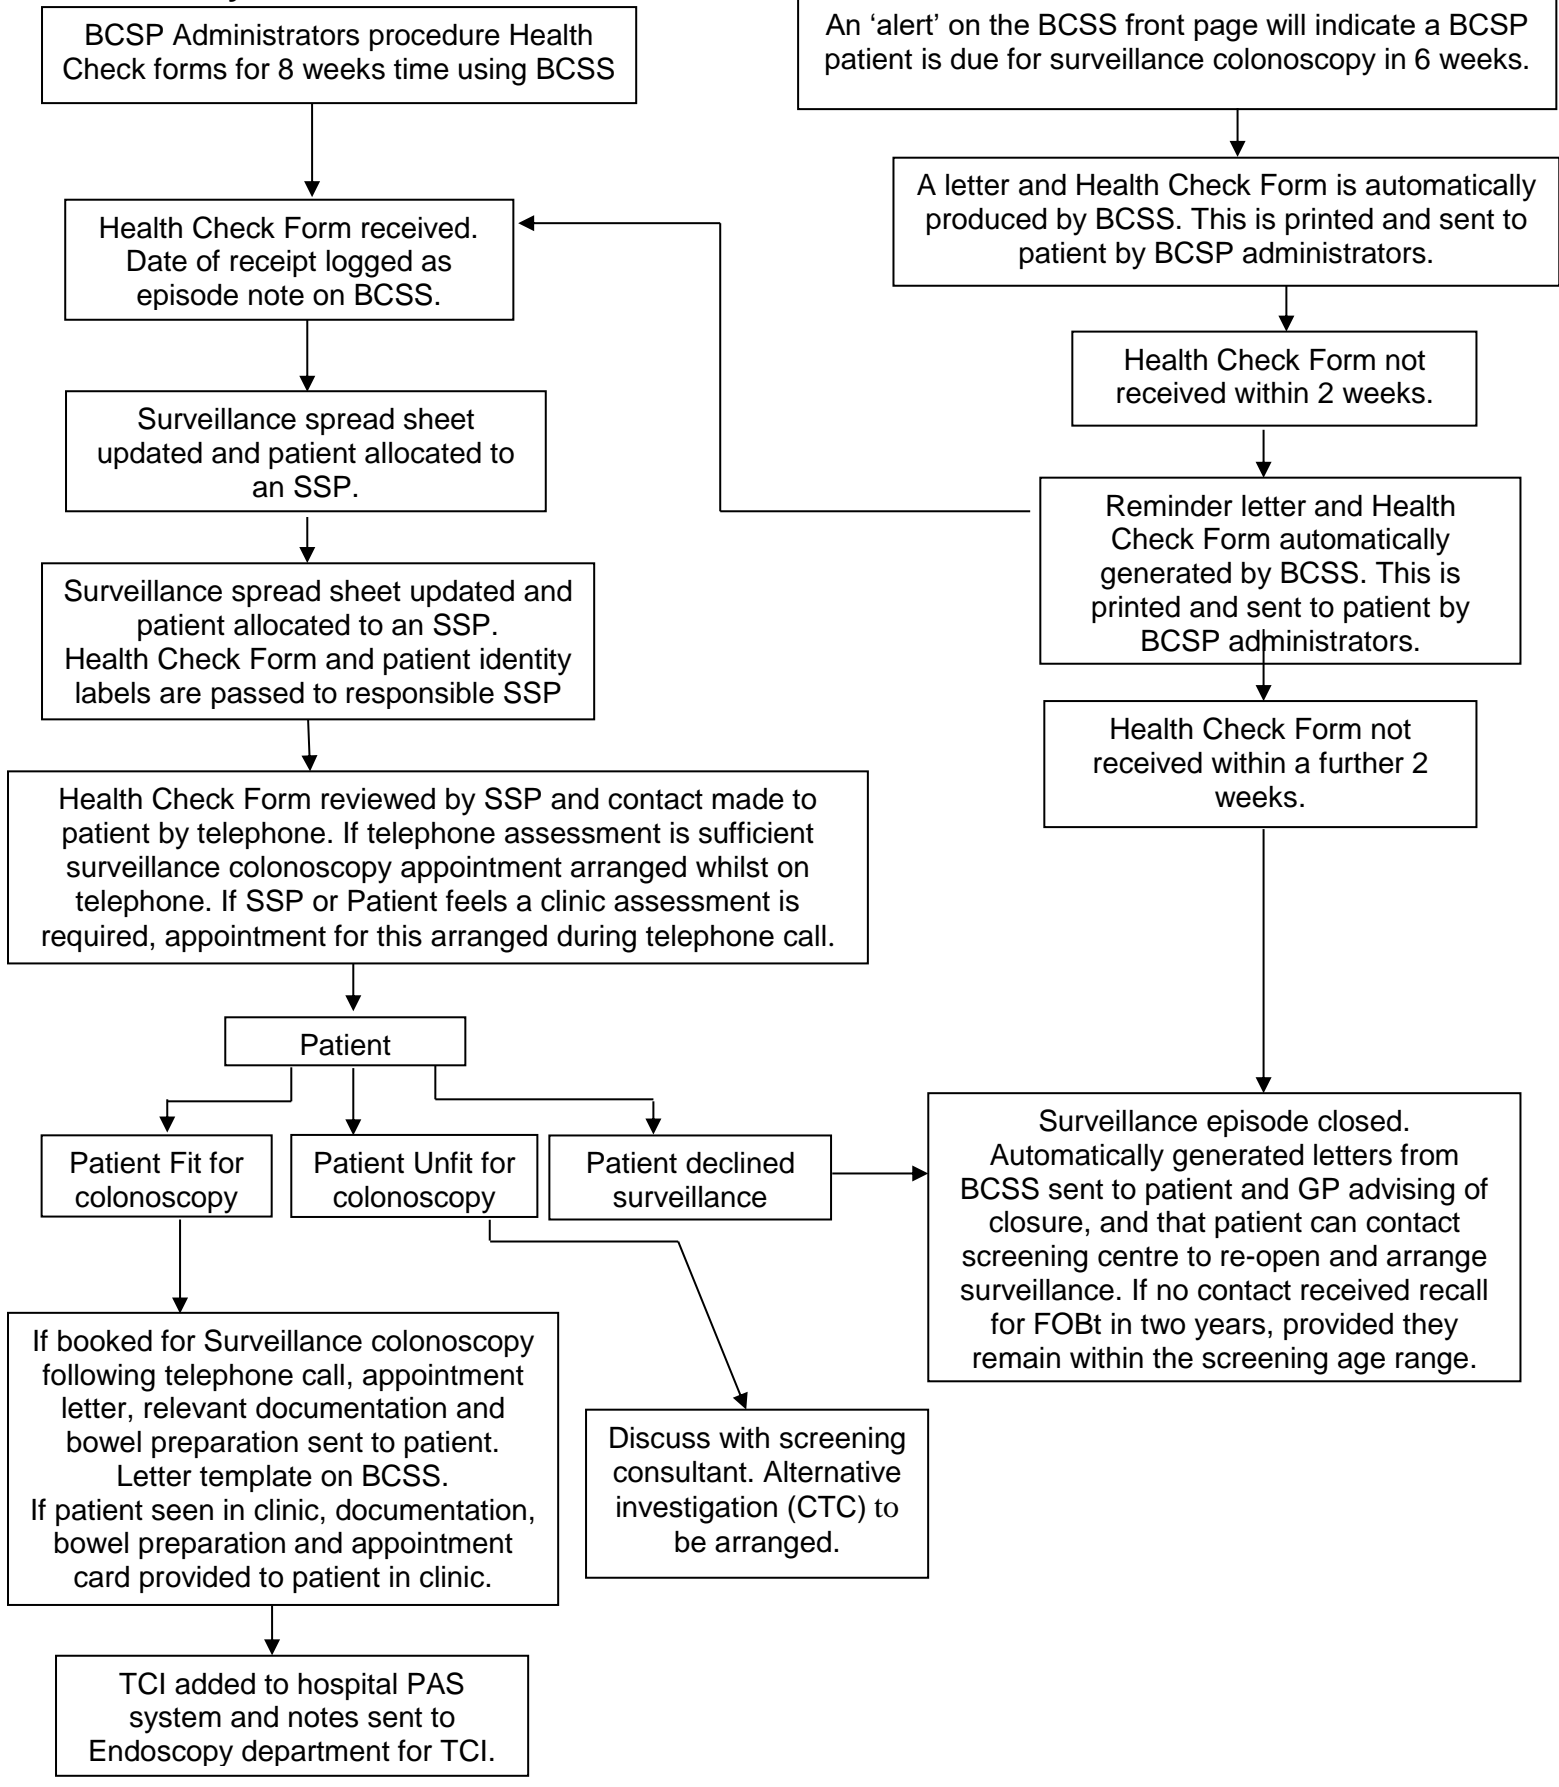 BCSP Administrators procedure Health
Check forms for 8 weeks time using BCSS
An ‘alert’ on the BCSS front page will indicate a BCSP
patient is due for surveillance colonoscopy in 6 weeks.
A letter and Health Check Form is automatically
produced by BCSS. This is printed and sent to
patient by BCSP administrators.
Health Check Form received.
Date of receipt logged as
episode note on BCSS.
Health Check Form not
received within 2 weeks.
Surveillance spread sheet
updated and patient allocated to
an SSP.
Reminder letter and Health
Check Form automatically
generated by BCSS. This is
printed and sent to patient by
BCSP administrators.
Surveillance spread sheet updated and
patient allocated to an SSP.
Health Check Form and patient identity
labels are passed to responsible SSP
Health Check Form not
received within a further 2
weeks.
Health Check Form reviewed by SSP and contact made to
patient by telephone. If telephone assessment is sufficient
surveillance colonoscopy appointment arranged whilst on
telephone. If SSP or Patient feels a clinic assessment is
required, appointment for this arranged during telephone call.
Patient
Patient Fit for
colonoscopy
Patient Unfit for
colonoscopy
Patient declined
surveillance
Surveillance episode closed.
Automatically generated letters from
BCSS sent to patient and GP advising of
closure, and that patient can contact
screening centre to re-open and arrange
surveillance. If no contact received recall
for FOBt in two years, provided they
remain within the screening age range.
If booked for Surveillance colonoscopy
following telephone call, appointment
letter, relevant documentation and
bowel preparation sent to patient.
Letter template on BCSS.
If patient seen in clinic, documentation,
bowel preparation and appointment
card provided to patient in clinic.
Discuss with screening
consultant. Alternative
investigation (CTC) to
be arranged.
TCI added to hospital PAS
system and notes sent to
Endoscopy department for TCI.